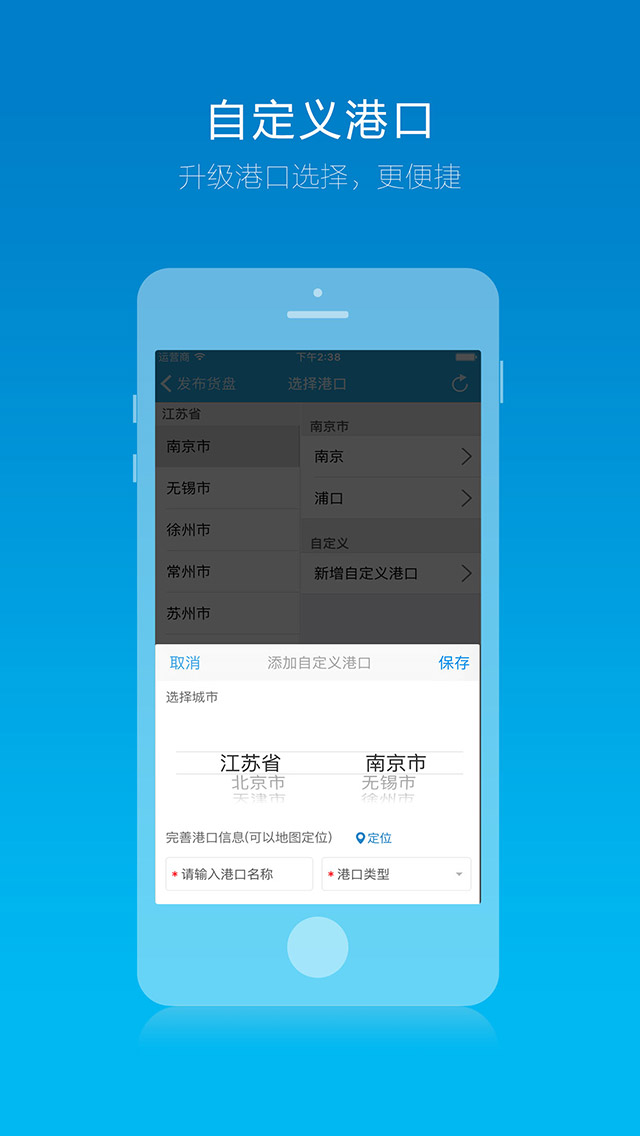 自定义港口
升级港口选择，更便捷
运营商 下午2:38
发布货盘 选择港口
江苏省
南京市
无锡市
徐州市
常州市
苏州市
南京市
南京
浦口
自定义
新增自定义港口
取消 添加自定义港口 保存
选择城市
江苏省 南京市
北京市 无锡市
天津市 徐州市
完善港口信息(可以地图定位) 定位
* 请输入港口名称 * 港口类型